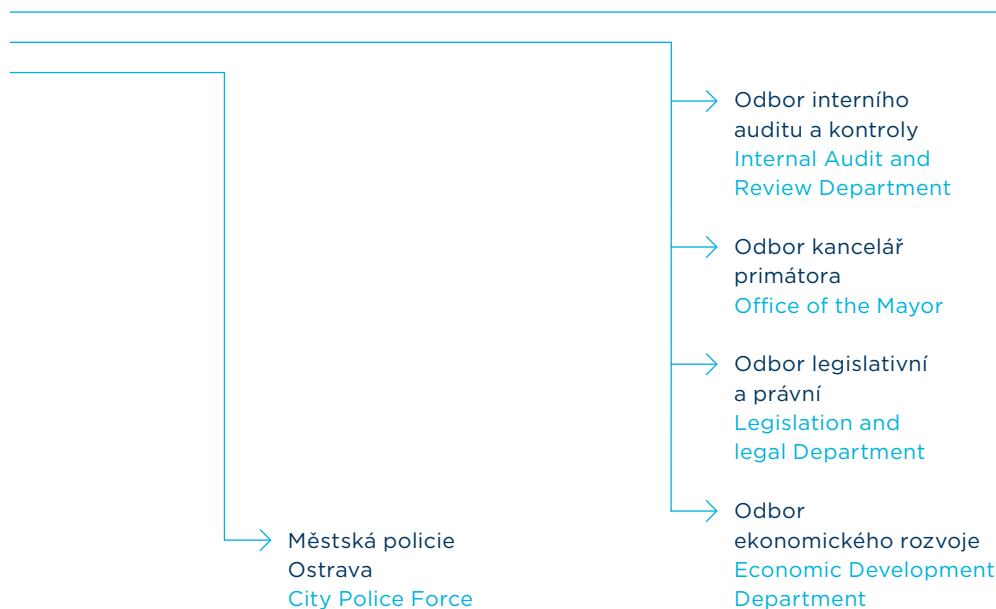 Odbor interního
auditu a kontroly
Internal Audit and
Review Department
Odbor kancelář
primátora
Office of the Mayor
Odbor legislativní
a právní
Legislation and
legal Department
Odbor
ekonomického rozvoje
Economic Development
Department
Městská policie
Ostrava
City Police Force